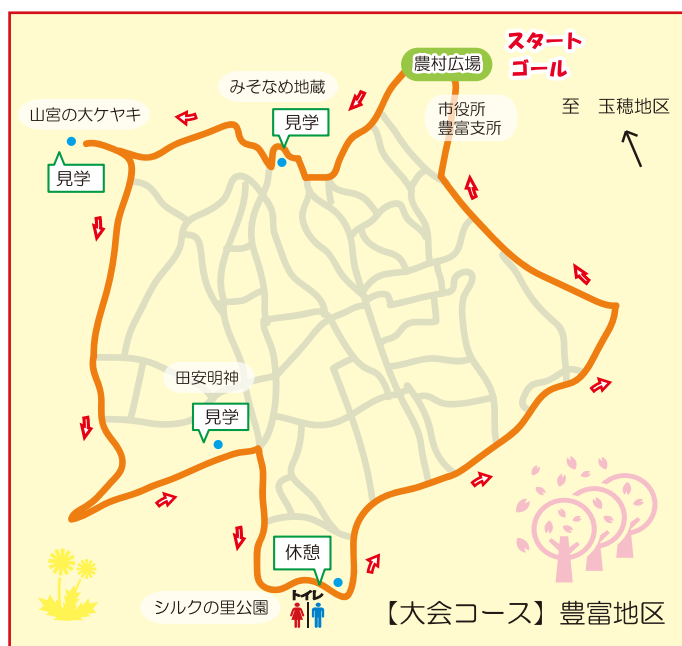 スタート
ゴール
農村広場
みそなめ地蔵
見学
市役所
豊富支所
至　玉穂地区
山宮の大ケヤキ
見学
田安明神
見学
休憩
トイレ
シルクの里公園
【大会コース】豊富地区